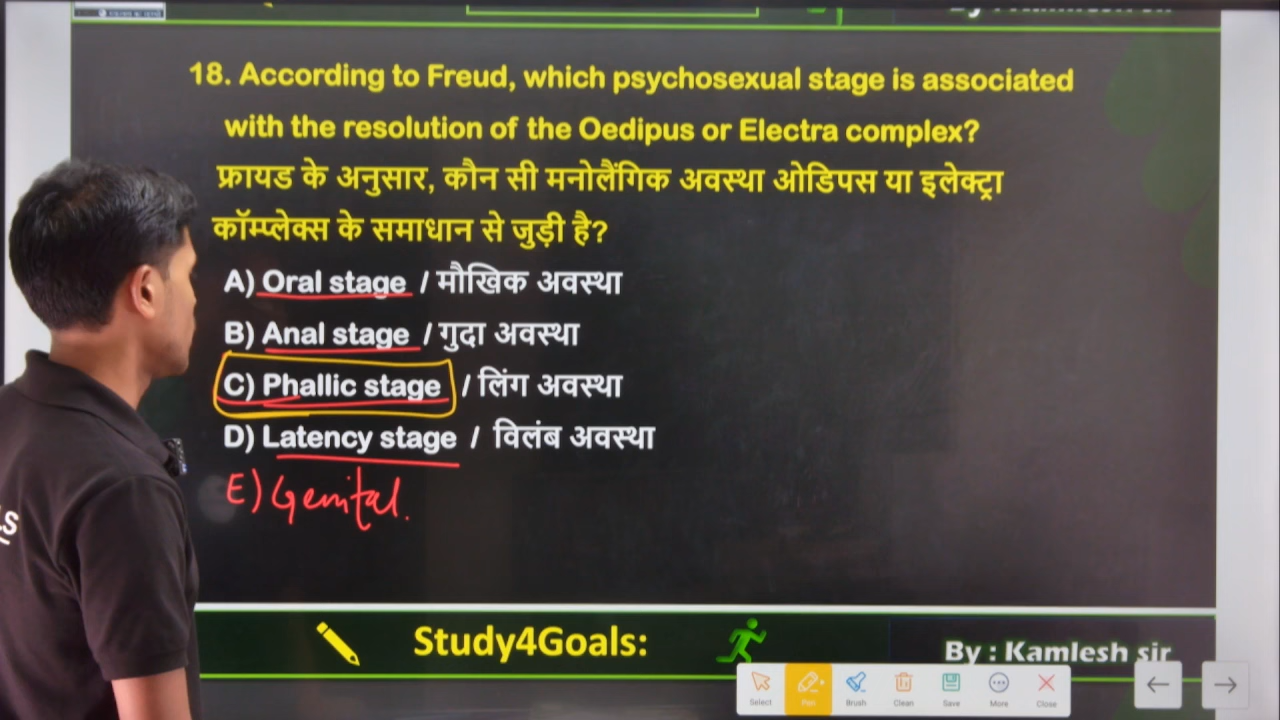 18. According to Freud, which psychosexual stage is associated
with the resolution of the Oedipus or Electra complex?
फ्रायड के अनुसार, कौन सी मनोलैंगिक अवस्था ओडिपस या इलेक्ट्रा
कॉम्प्लेक्स के समाधान से जुड़ी है?
A) Oral stage / मौखिक अवस्था
B) Anal stage / गुदा अवस्था
C) Phallic stage / लिंग अवस्था
D) Latency stage / विलंब अवस्था
E) Genital.
Study4Goals:
By : Kamlesh sir
Select Pen Brush Clean Save More Close